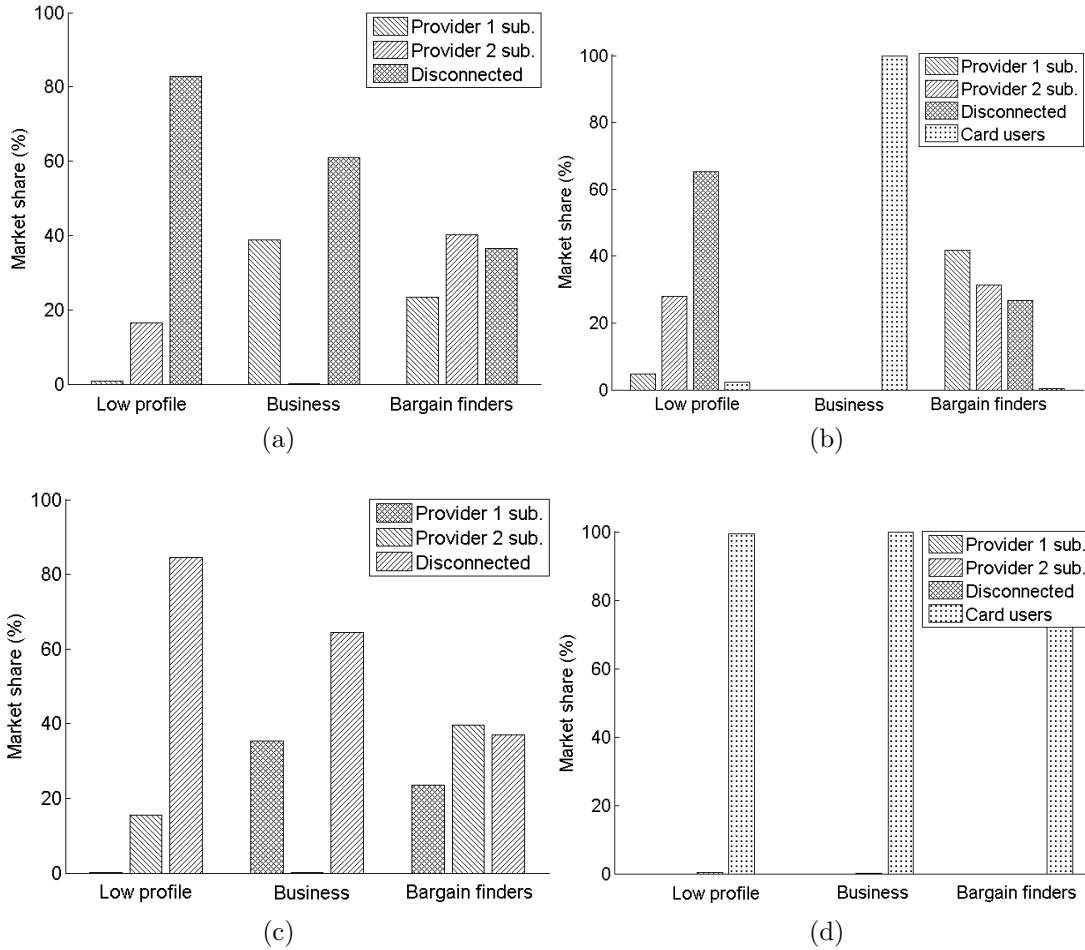 100
80
60
40
20
0
Market share (%)
Provider 1 sub.
Provider 2 sub.
Disconnected
Low profile
Business
Bargain finders
(a)
100
80
60
40
20
0
Market share (%)
Provider 1 sub.
Provider 2 sub.
Disconnected
Card users
Low profile
Business
Bargain finders
(b)
100
80
60
40
20
0
Market share (%)
Provider 1 sub.
Provider 2 sub.
Disconnected
Low profile
Business
Bargain finders
(c)
100
80
60
40
20
0
Market share (%)
Provider 1 sub.
Provider 2 sub.
Disconnected
Card users
Low profile
Business
Bargain finders
(d)